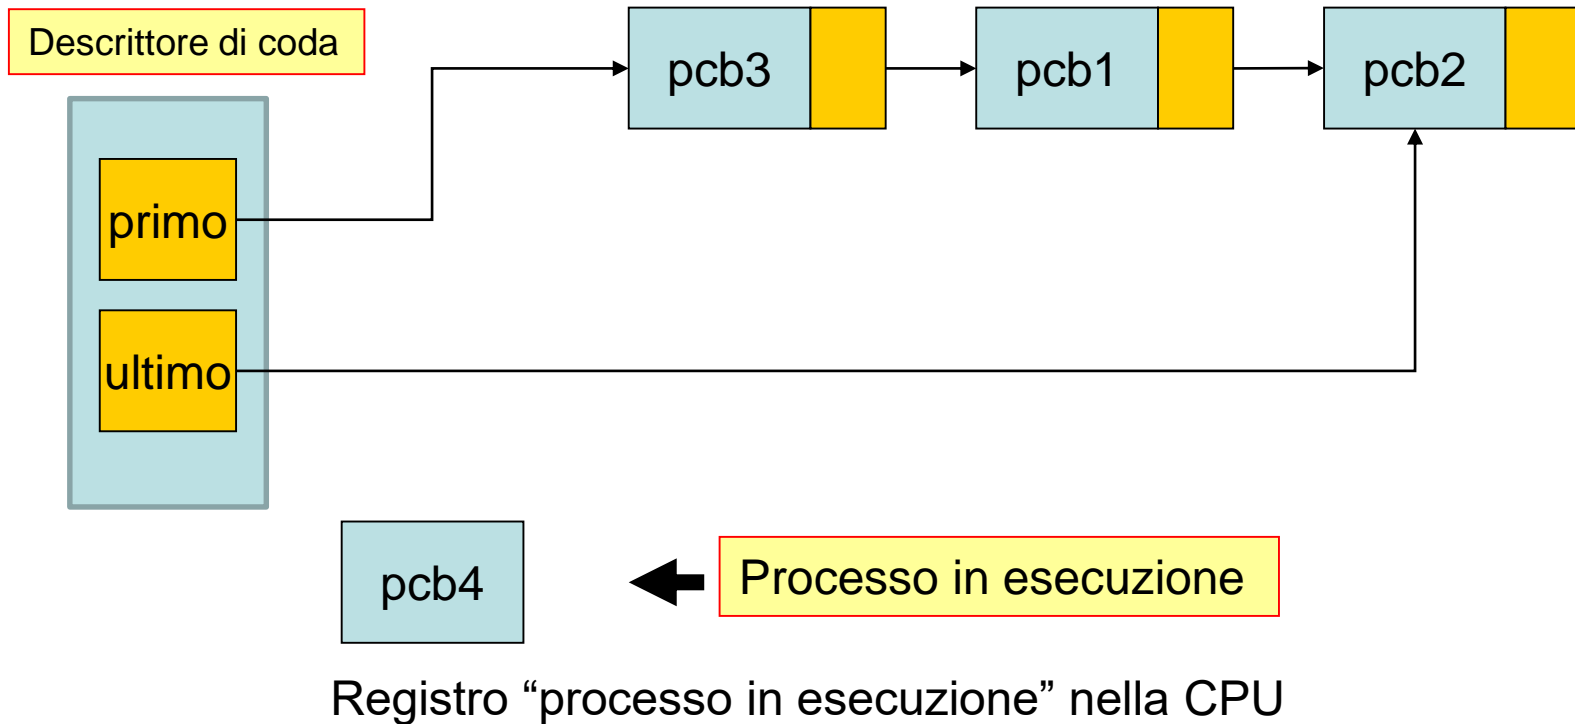 Descrittore di coda
pcb3
pcb1
pcb2
primo
ultimo
pcb4
Processo in esecuzione
Registro “processo in esecuzione” nella CPU